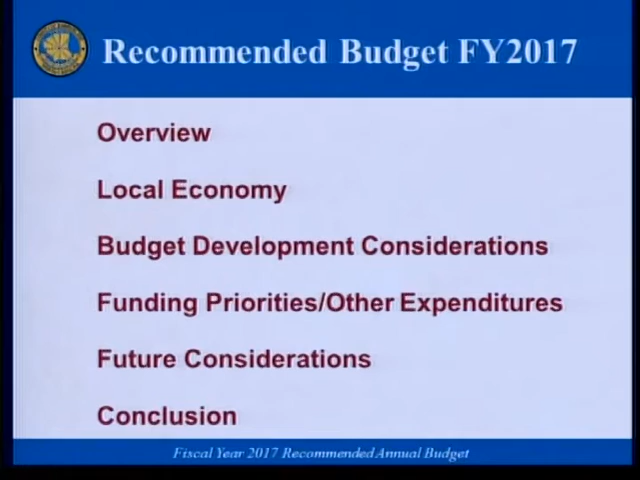 Recommended Budget FY2017
Overview
Local Economy
Budget Development Considerations
Funding Priorities/Other Expenditures
Future Considerations
Conclusion
Fiscal Year 2017 Recommended Annual Budget